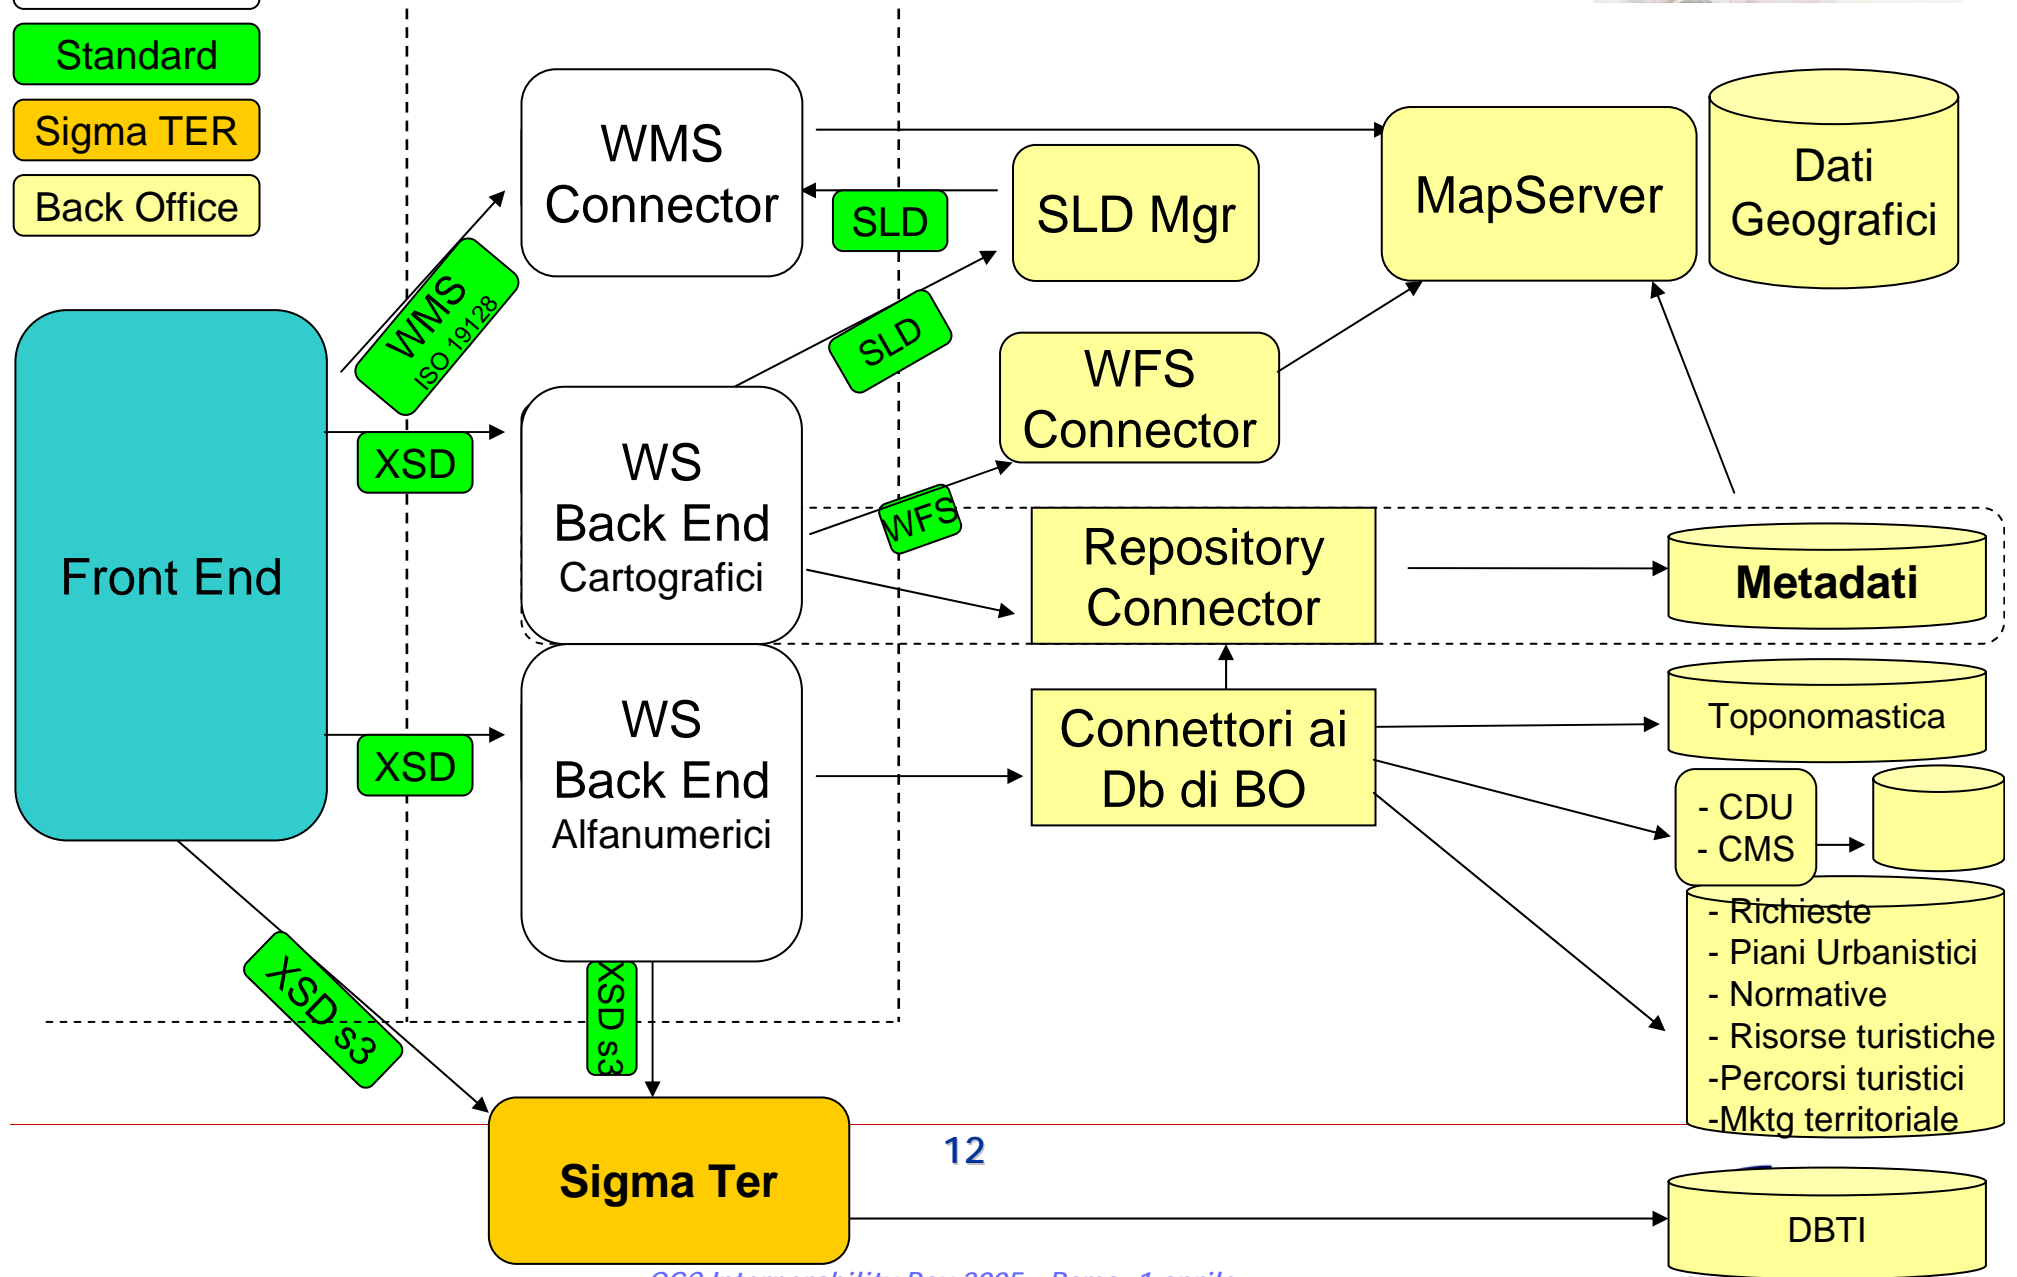 Standard
Sigma TER
Back Office
WMS
Connector
SLD
SLD Mgr
MapServer
Dati
Geografici
WMS
ISO 19128
SLD
WFS
Connector
Front End
XSD
WS
Back End
Cartografici
WFS
Repository
Connector
Metadati
XSD
WS
Back End
Alfanumerici
Connettori ai
Db di BO
Toponomastica
- CDU
- CMS
- Richieste
- Piani Urbanistici
- Normative
- Risorse turistiche
-Percorsi turistici
-Mktg territoriale
XSD s3
XSD s3
Sigma Ter
12
DBTI